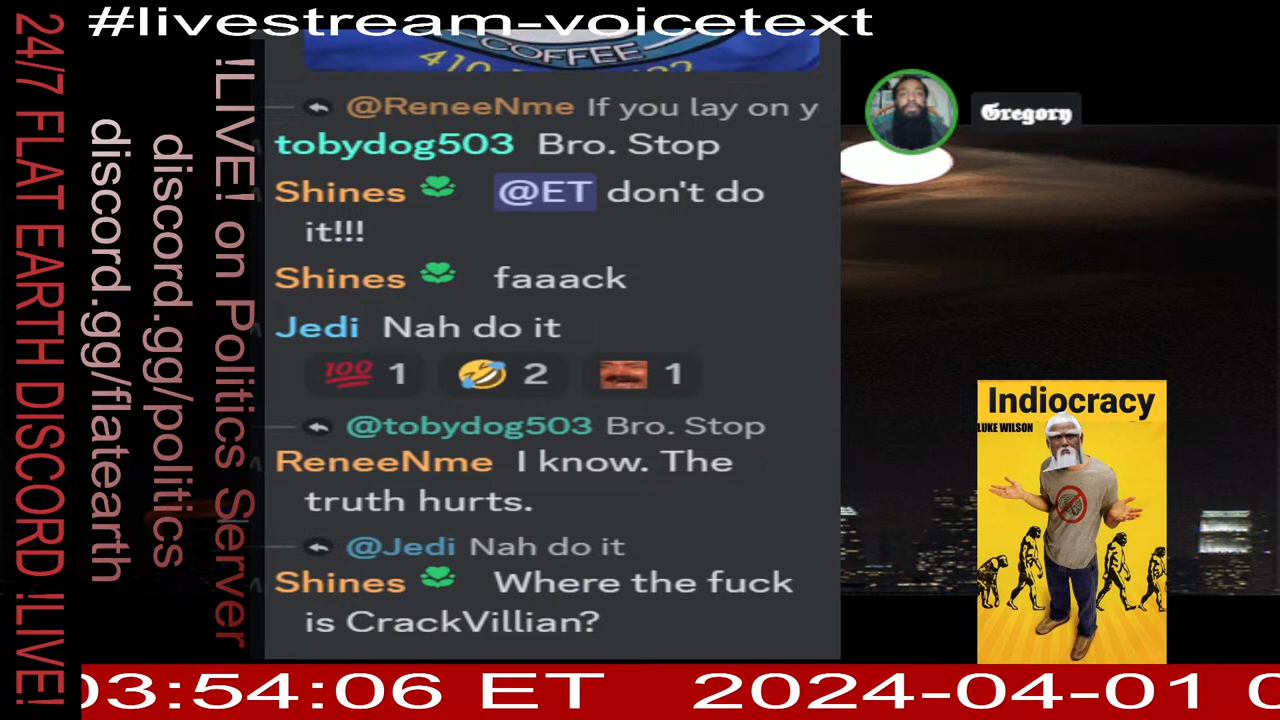 #livestream-voicetext
24/7 FLAT EARTH DISCORD !LIVE!
discord.gg/flatearth
discord.gg/politics
!LIVE! on Politics Server
COFFEE
@ReneeNme If you lay on y
tobydog503 Bro. Stop
Shines @ET don't do
it!!!
Shines faaack
Jedi Nah do it
100 1 2 1
@tobydog503 Bro. Stop
ReneeNme I know. The
truth hurts.
@Jedi Nah do it
Shines Where the fuck
is CrackVillian?
Gregory
Indiocracy
LUKE WILSON
03:54:06 ET 2024-04-01 0